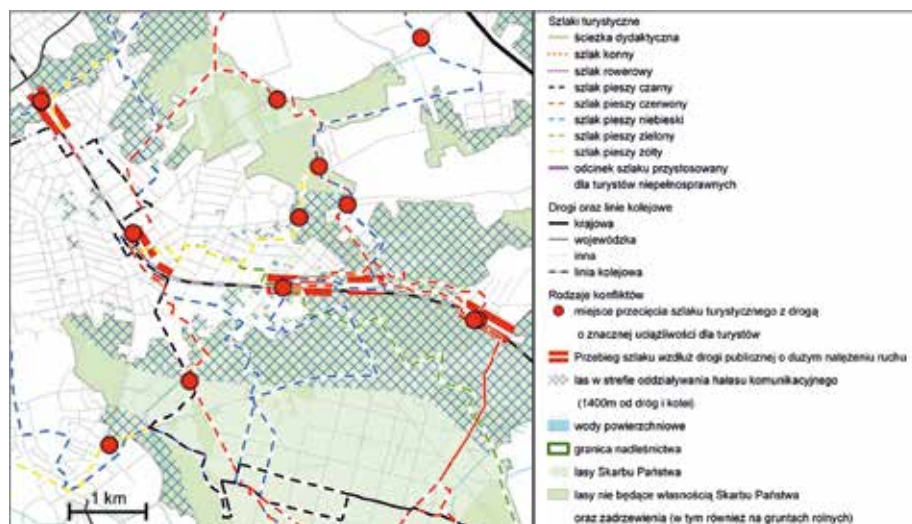 Szlaki turystyczne
ścieżka dydaktyczna
szlak konny
szlak rowerowy
szlak pieszy czarny
szlak pieszy czerwony
szlak pieszy niebieski
szlak pieszy zielony
szlak pieszy żółty
odcinek szlaku przystosowany
dla turystów niepełnosprawnych
Drogi oraz linie kolejowe
krajowa
wojewódzka
inna
linia kolejowa
Rodzaje konfliktów
miejsce przecięcia szlaku turystycznego z drogą
o znacznej uciążliwości dla turystów
Przebieg szlaku wzdłuż drogi publicznej o dużym natężeniu ruchu
las w strefie oddziaływania hałasu komunikacyjnego
(1400m od dróg i kolei)
wody powierzchniowe
granica nadleśnictwa
lasy Skarbu Państwa
lasy nie będące własnością Skarbu Państwa
oraz zadrzewienia (w tym również na gruntach rolnych)
1 km